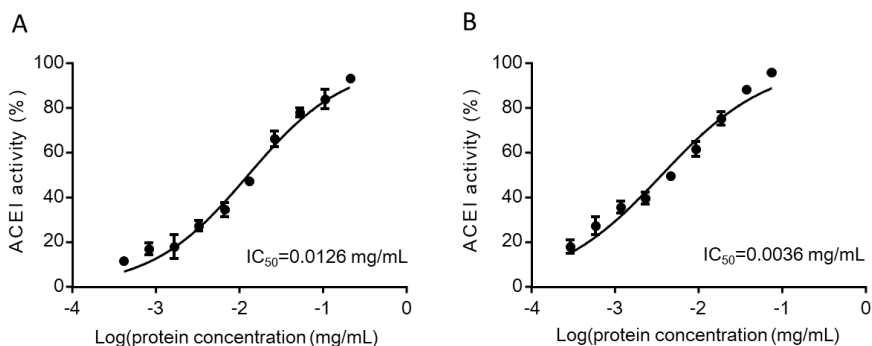 A
ACEI activity (%)
100
80
60
40
20
0
IC₅₀=0.0126 mg/mL
-4
-3
-2
-1
0
Log(protein concentration (mg/mL)
B
ACEI activity (%)
100
80
60
40
20
0
IC₅₀=0.0036 mg/mL
-4
-3
-2
-1
0
Log(protein concentration (mg/mL)